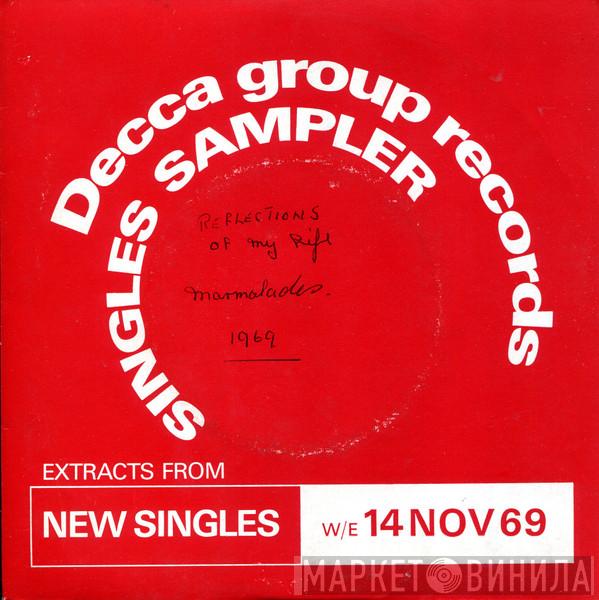 Decca group records
SINGLES SAMPLER
REFLECTIONS
OF my Life
Marmalades.
1969
EXTRACTS FROM
NEW SINGLES
W/E 14 NOV 69
МАРКЕТ ВИНИЛА